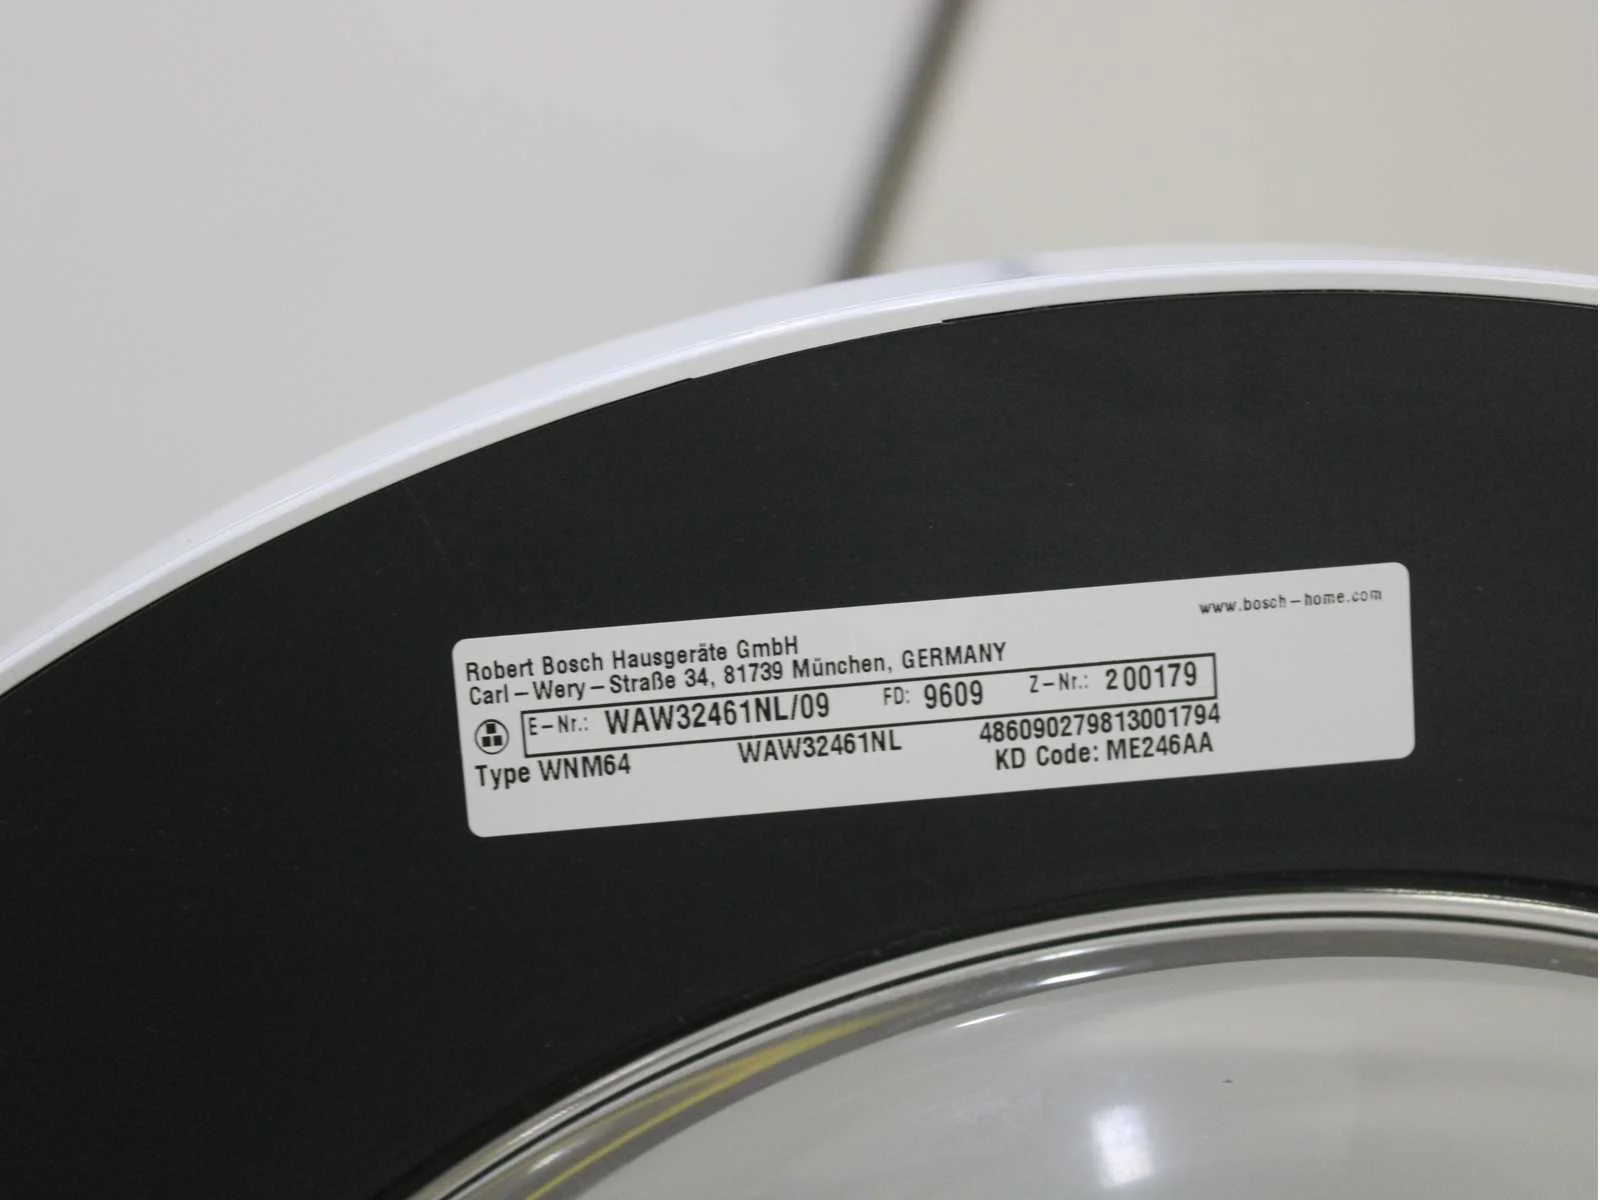 www.bosch-home.com
Robert Bosch Hausgeräte GmbH
Carl-Wery-Straße 34, 81739 München, GERMANY
E-Nr.: WAW32461NL/09 FD: 9609 Z-Nr.: 200179
Type WNM64 WAW32461NL 486090279813001794
KD Code: ME246AA